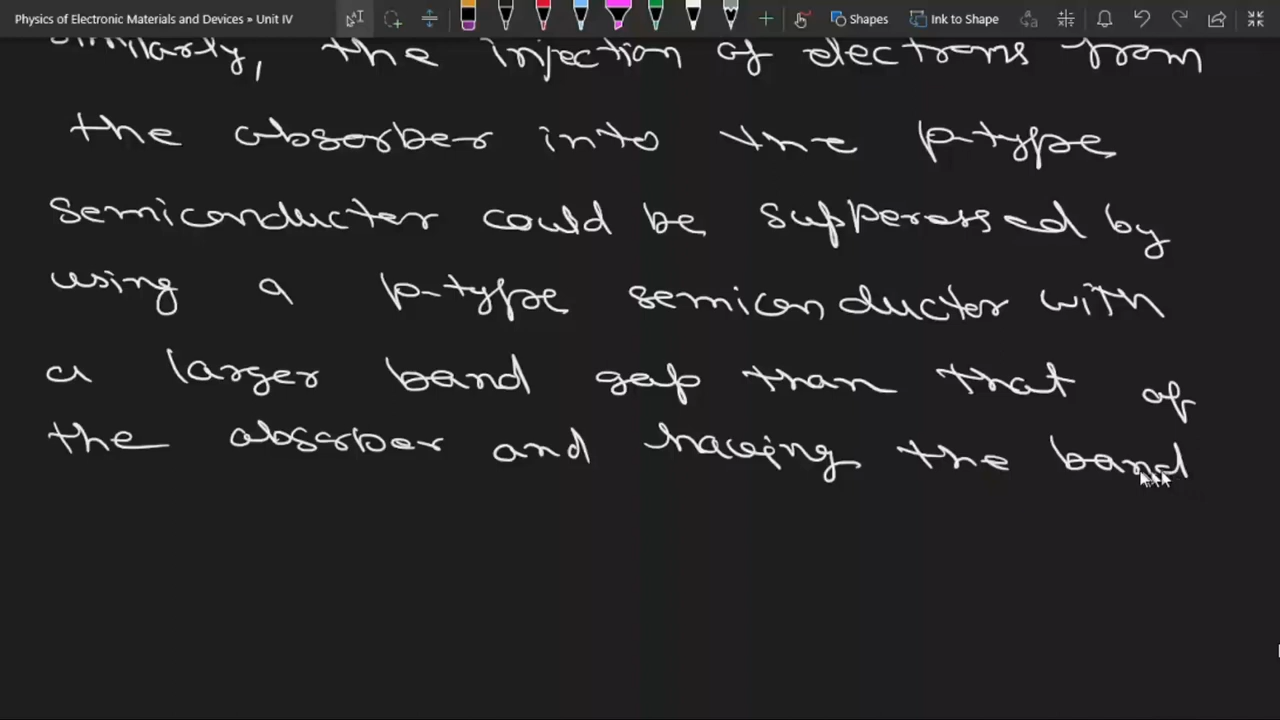 Physics of Electronic Materials and Devices » Unit IV
Shapes
Ink to Shape
similarly, the injection of electrons from
the absorber into the p-type
semiconductor could be supperessed by
using a p-type semiconductor with
a larger band gap than that of
the absorber and having the band